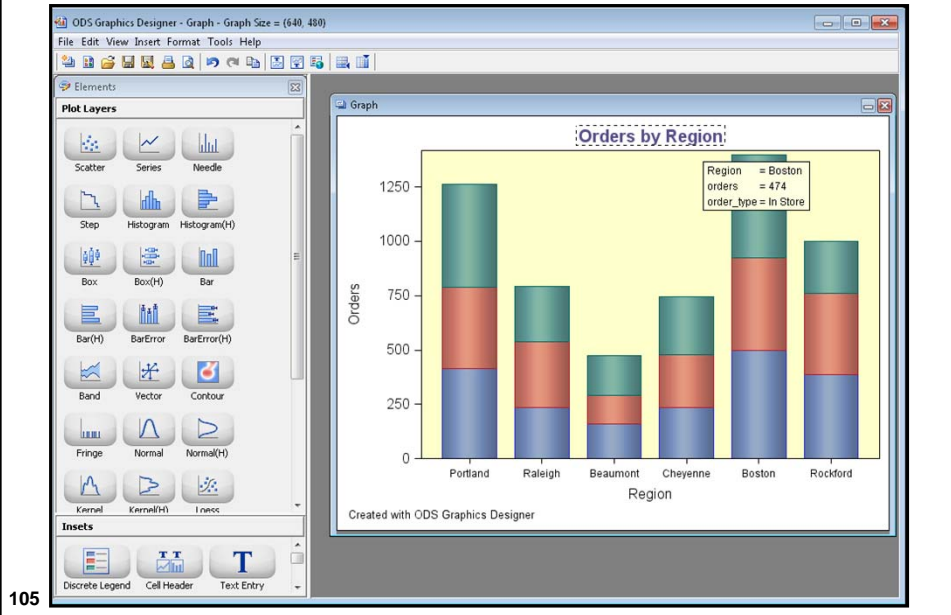 ODS Graphics Designer - Graph - Graph Size = (640, 480)
File Edit View Insert Format Tools Help
Elements
Plot Layers
Scatter Series Needle
Step Histogram Histogram(H)
Box Box(H) Bar
Bar(H) BarError BarError(H)
Band Vector Contour
Fringe Normal Normal(H)
Kernel Kernel(H) Loess
Insets
T T T
Discrete Legend Cell Header Text Entry
Graph
Orders by Region
Region = Boston
orders = 474
order_type = In Store
1250
1000
750
500
250
0
Orders
Portland Raleigh Beaumont Cheyenne Boston Rockford
Region
Created with ODS Graphics Designer
105